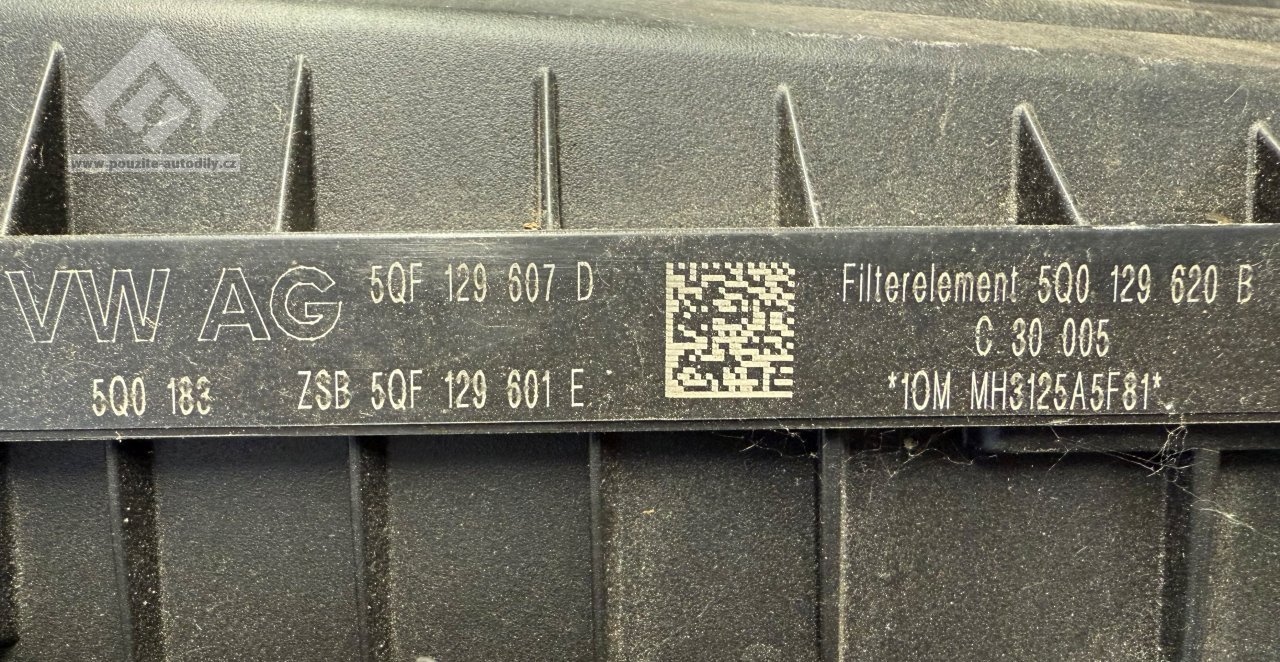 www.pouzite-autodily.cz
VW AG 5QF 129 607 D
5Q0 183 ZSB 5QF 129 601 E
Filterelement 5Q0 129 620 B
C 30 005
*1OM MH3125A5F81*